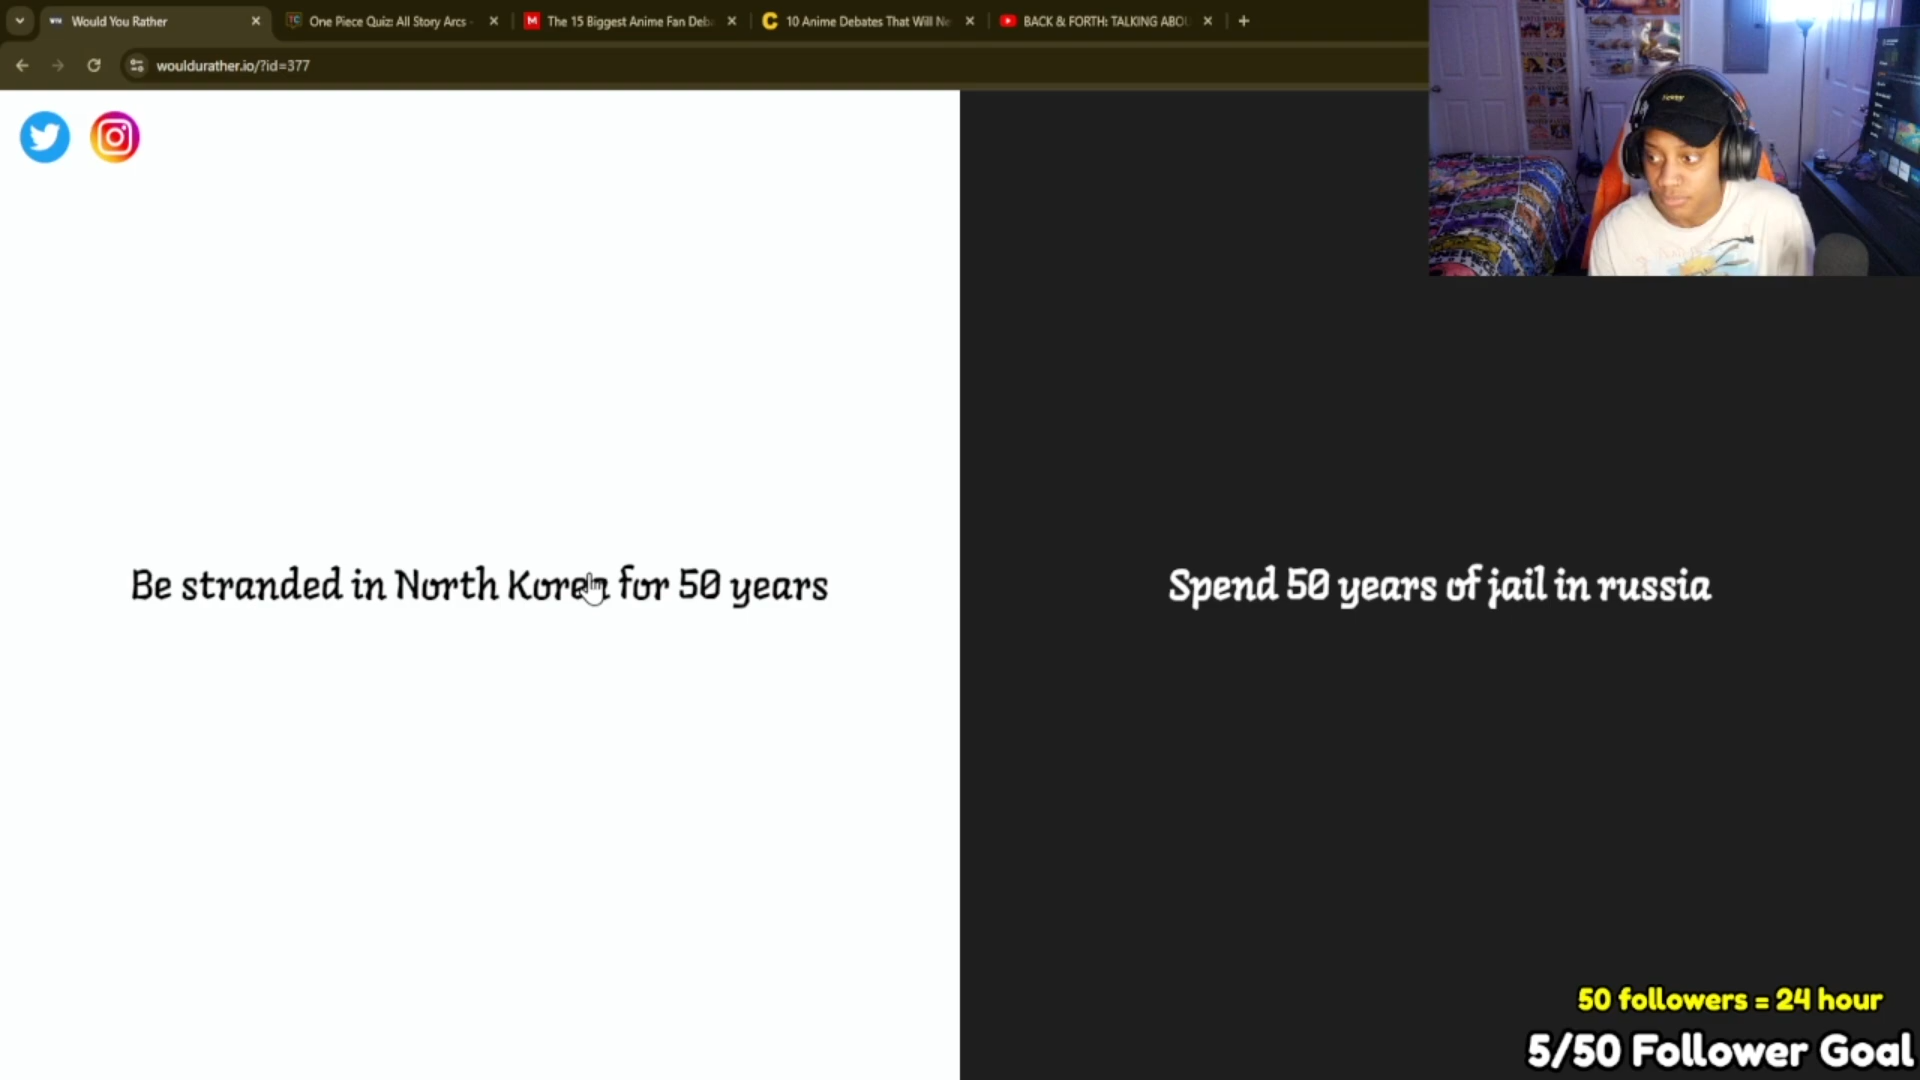 Would You Rather
One Piece Quiz: All Story Arcs -
The 15 Biggest Anime Fan Deb
10 Anime Debates That Will Ne
BACK & FORTH: TALKING ABO
wouldurather.io/?id=377
Be stranded in North Korea for 50 years
Spend 50 years of jail in russia
50 followers = 24 hour
5/50 Follower Goal